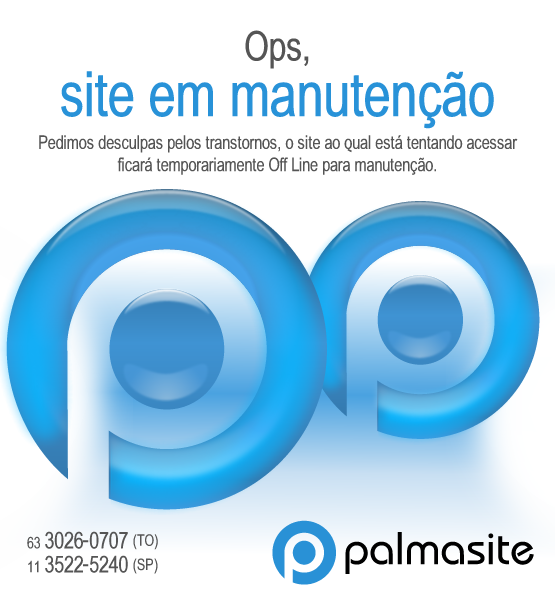 Ops,
site em manutenção
Pedimos desculpas pelos transtornos, o site ao qual está tentando acessar
ficará temporariamente Off Line para manutenção.
63 3026-0707 (TO)
11 3522-5240 (SP)
palmasite